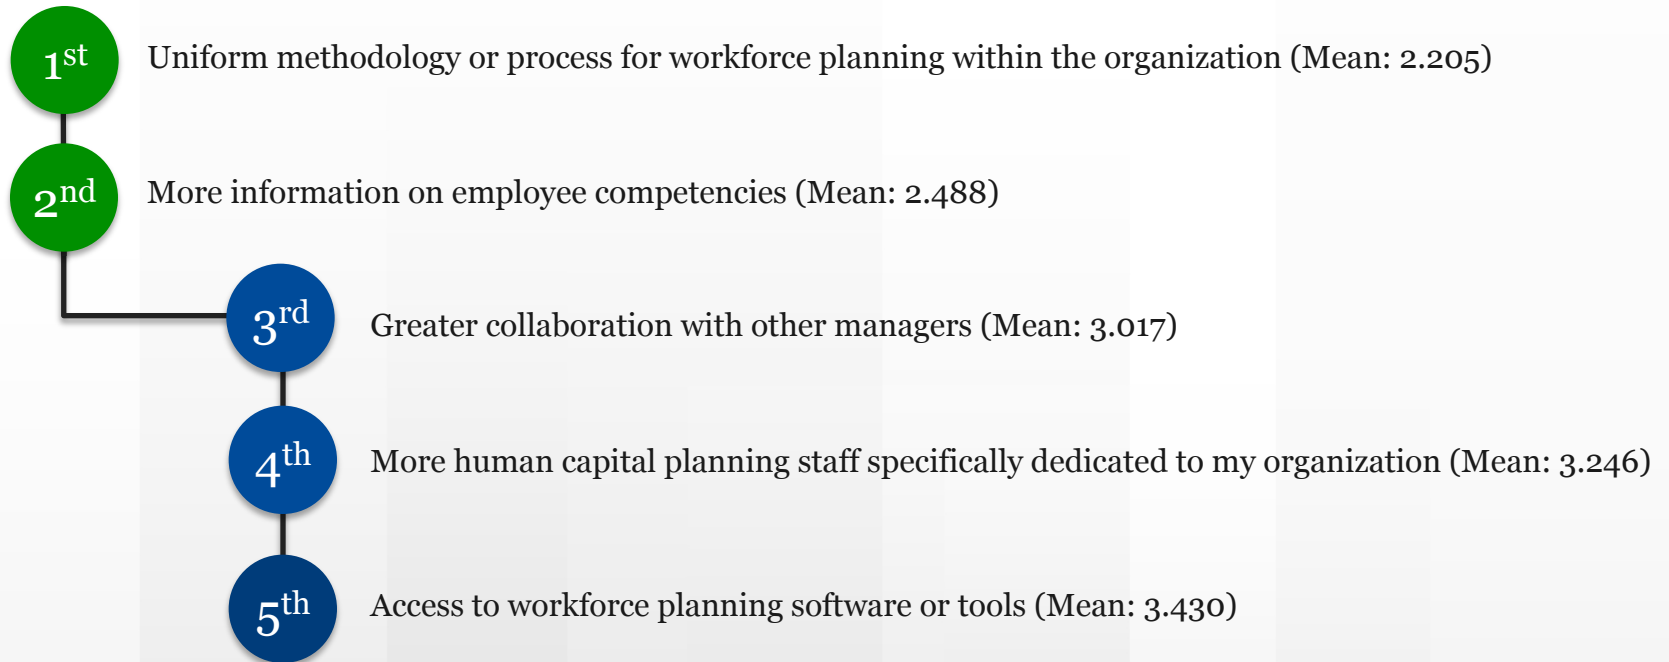 1st
Uniform methodology or process for workforce planning within the organization (Mean: 2.205)
2nd
More information on employee competencies (Mean: 2.488)
3rd
Greater collaboration with other managers (Mean: 3.017)
4th
More human capital planning staff specifically dedicated to my organization (Mean: 3.246)
5th
Access to workforce planning software or tools (Mean: 3.430)